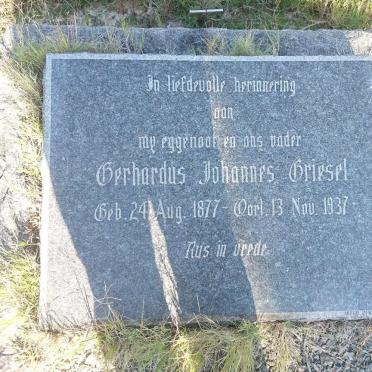 In liefdevolle herinnering
aan
my eggenoot en ons vader
Gerhardus Johannes Griesel
Geb. 24 Aug. 1877 - Oorl. 13 Nov. 1937
Rus in vrede